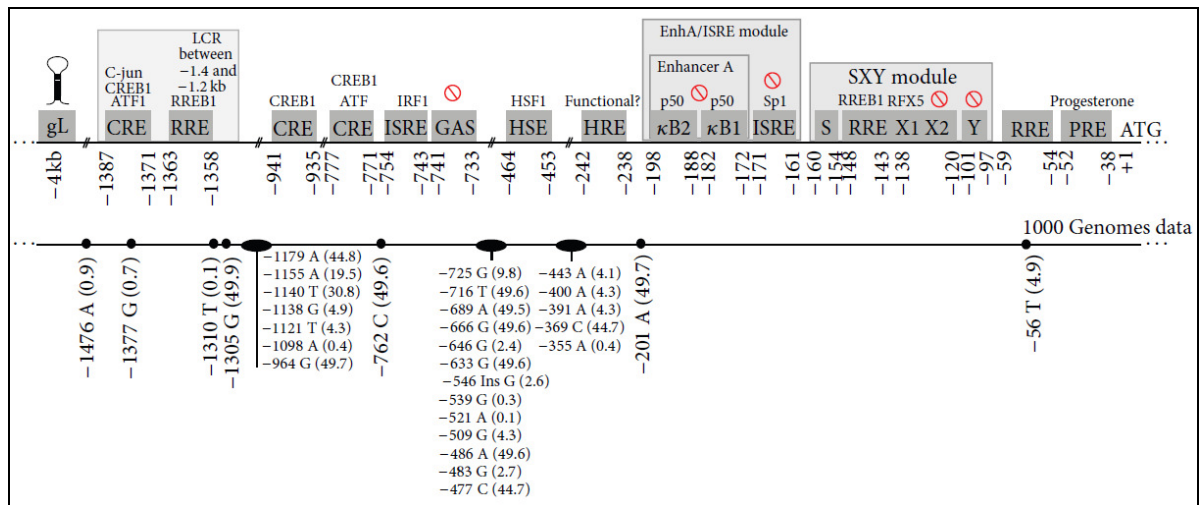 LCR
between
−1.4 and
−1.2 kb
EnhA/ISRE module
Enhancer A
SXY module
C-jun
CREB1
ATF1
RREB1
CREB1
CREB1
ATF
IRF1
HSF1
Functional?
p50
p50
Sp1
RREB1 RFX5
Progesterone
gL
CRE
RRE
CRE
CRE
ISRE
GAS
HSE
HRE
κB2
κB1
ISRE
S
RRE
X1
X2
Y
RRE
PRE
ATG
...
...
−4kb
−1387
−1371
−1363
−1358
−941
−935
−777
−771
−754
−743
−741
−733
−464
−453
−242
−238
−198
−188
−182
−172
−171
−161
−160
−154
−148
−143
−138
−120
−101
−97
−59
−54
−52
−38
+1
1000 Genomes data
...
...
−1476 A (0.9)
−1377 G (0.7)
−1310 T (0.1)
−1305 G (49.9)
−1179 A (44.8)
−1155 A (19.5)
−1140 T (30.8)
−1138 G (4.9)
−1121 T (4.3)
−1098 A (0.4)
−964 G (49.7)
−762 C (49.6)
−725 G (9.8)
−716 T (49.6)
−689 A (49.5)
−666 G (49.6)
−646 G (2.4)
−633 G (49.6)
−546 Ins G (2.6)
−539 G (0.3)
−521 A (0.1)
−509 G (4.3)
−486 A (49.6)
−483 G (2.7)
−477 C (44.7)
−443 A (4.1)
−400 A (4.3)
−391 A (4.3)
−369 C (44.7)
−355 A (0.4)
−201 A (49.7)
−56 T (4.9)